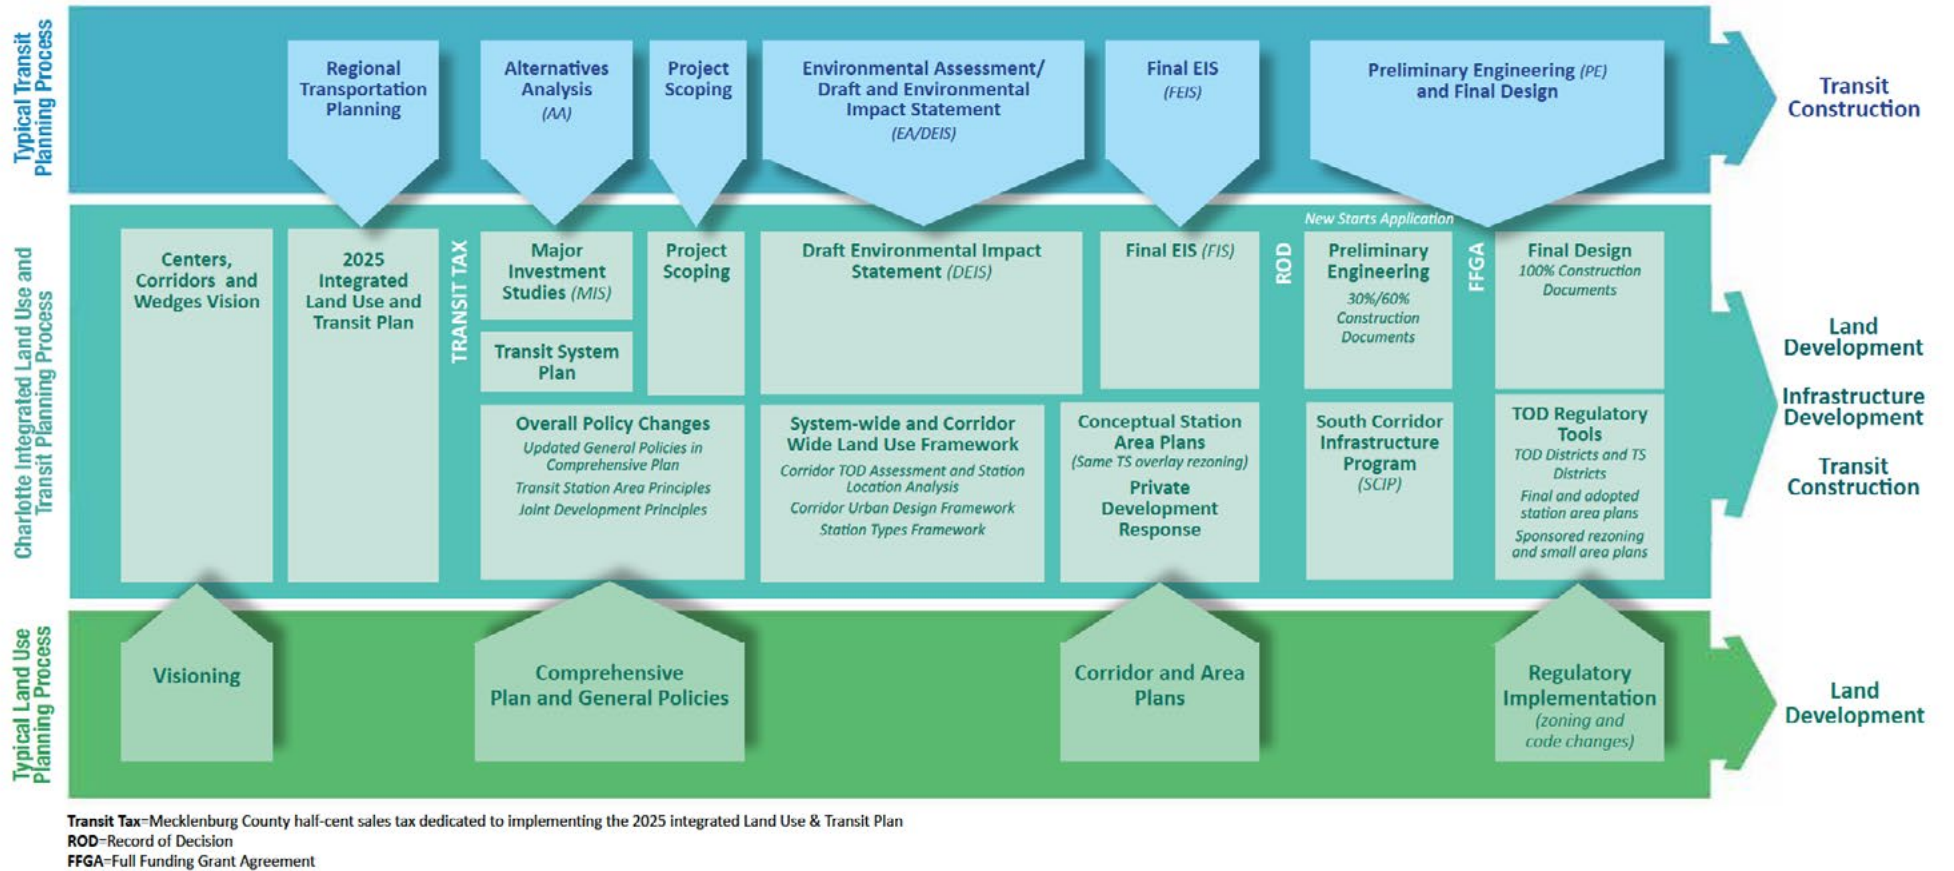 Typical Transit
Planning Process
Regional
Transportation
Planning
Alternatives
Analysis
(AA)
Project
Scoping
Environmental Assessment/
Draft and Environmental
Impact Statement
(EA/DEIS)
Final EIS
(FEIS)
Preliminary Engineering (PE)
and Final Design
Transit
Construction
Charlotte Integrated Land Use and
Transit Planning Process
Centers,
Corridors and
Wedges Vision
2025
Integrated
Land Use and
Transit Plan
TRANSIT TAX
Major
Investment
Studies (MIS)
Transit System
Plan
Project
Scoping
Draft Environmental Impact
Statement (DEIS)
Final EIS (FIS)
ROD
New Starts Application
Preliminary
Engineering
30%/60%
Construction
Documents
FFGA
Final Design
100% Construction
Documents
Overall Policy Changes
Updated General Policies in
Comprehensive Plan
Transit Station Area Principles
Joint Development Principles
System-wide and Corridor
Wide Land Use Framework
Corridor TOD Assessment and Station
Location Analysis
Corridor Urban Design Framework
Station Types Framework
Conceptual Station
Area Plans
(Same TS overlay rezoning)
Private
Development
Response
South Corridor
Infrastructure
Program
(SCIP)
TOD Regulatory
Tools
TOD Districts and TS
Districts
Final and adopted
station area plans
Sponsored rezoning
and small area plans
Land
Development
Infrastructure
Development
Transit
Construction
Typical Land Use
Planning Process
Visioning
Comprehensive
Plan and General Policies
Corridor and Area
Plans
Regulatory
Implementation
(zoning and
code changes)
Land
Development
Transit Tax=Mecklenburg County half-cent sales tax dedicated to implementing the 2025 integrated Land Use & Transit Plan
ROD=Record of Decision
FFGA=Full Funding Grant Agreement